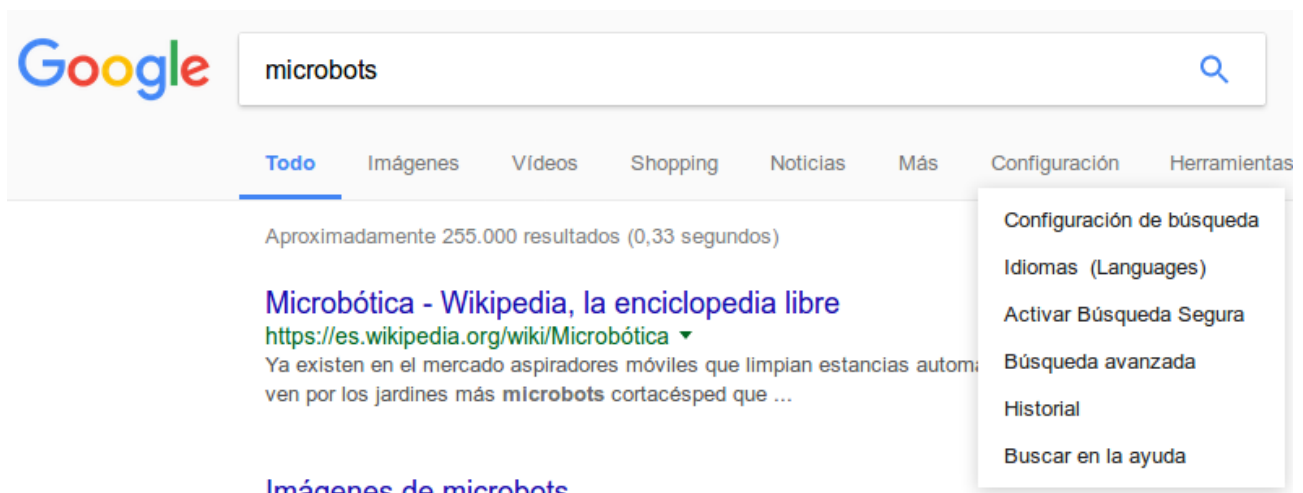 Google
microbots
Todo Imágenes Vídeos Shopping Noticias Más Configuración Herramientas
Configuración de búsqueda
Idiomas (Languages)
Activar Búsqueda Segura
Búsqueda avanzada
Historial
Buscar en la ayuda
Aproximadamente 255.000 resultados (0,33 segundos)
Microbótica - Wikipedia, la enciclopedia libre
https://es.wikipedia.org/wiki/Microbótica
Ya existen en el mercado aspiradores móviles que limpian estancias
ven por los jardines más microbots cortacésped que ...
Imágenes de microbots